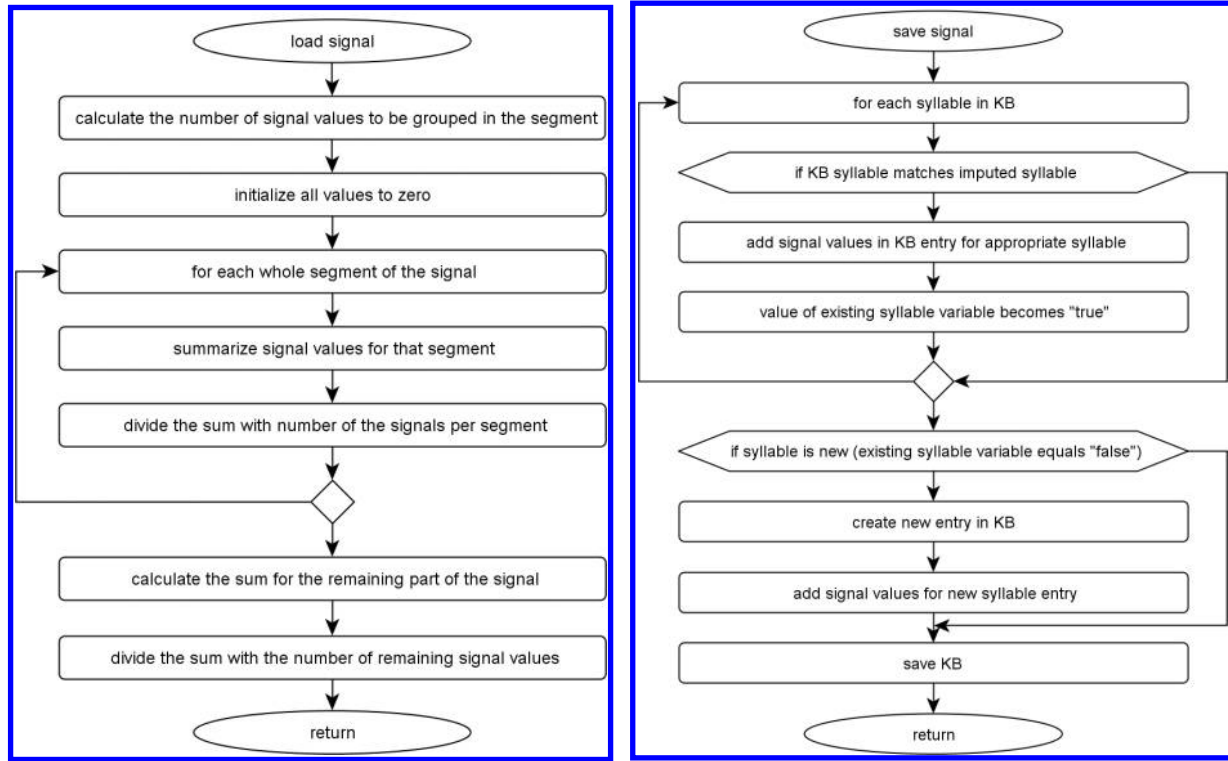 load signal
calculate the number of signal values to be grouped in the segment
initialize all values to zero
for each whole segment of the signal
summarize signal values for that segment
divide the sum with number of the signals per segment
calculate the sum for the remaining part of the signal
divide the sum with the number of remaining signal values
return
save signal
for each syllable in KB
if KB syllable matches imputed syllable
add signal values in KB entry for appropriate syllable
value of existing syllable variable becomes "true"
if syllable is new (existing syllable variable equals "false")
create new entry in KB
add signal values for new syllable entry
save KB
return